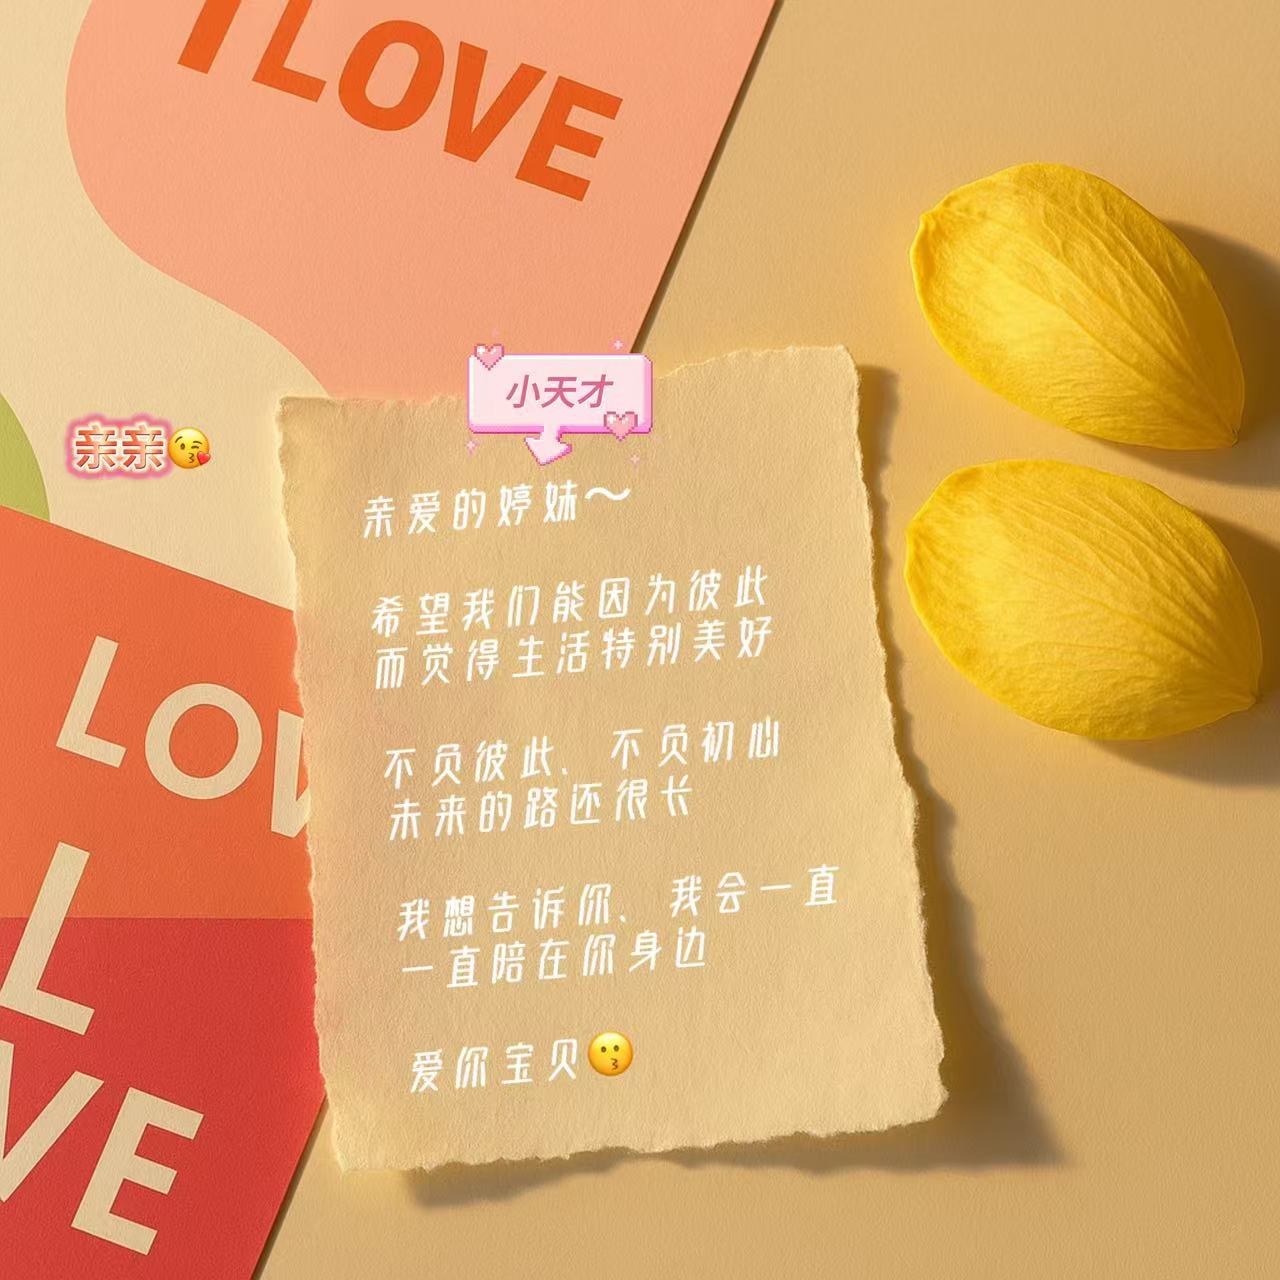 I LOVE
小天才
亲亲😘
亲爱的婷妹～
希望我们能因为彼此
而觉得生活特别美好
不负彼此、不负初心
未来的路还很长
我想告诉你、我会一直
一直陪在你身边
爱你宝贝😗
LOV
L
VE